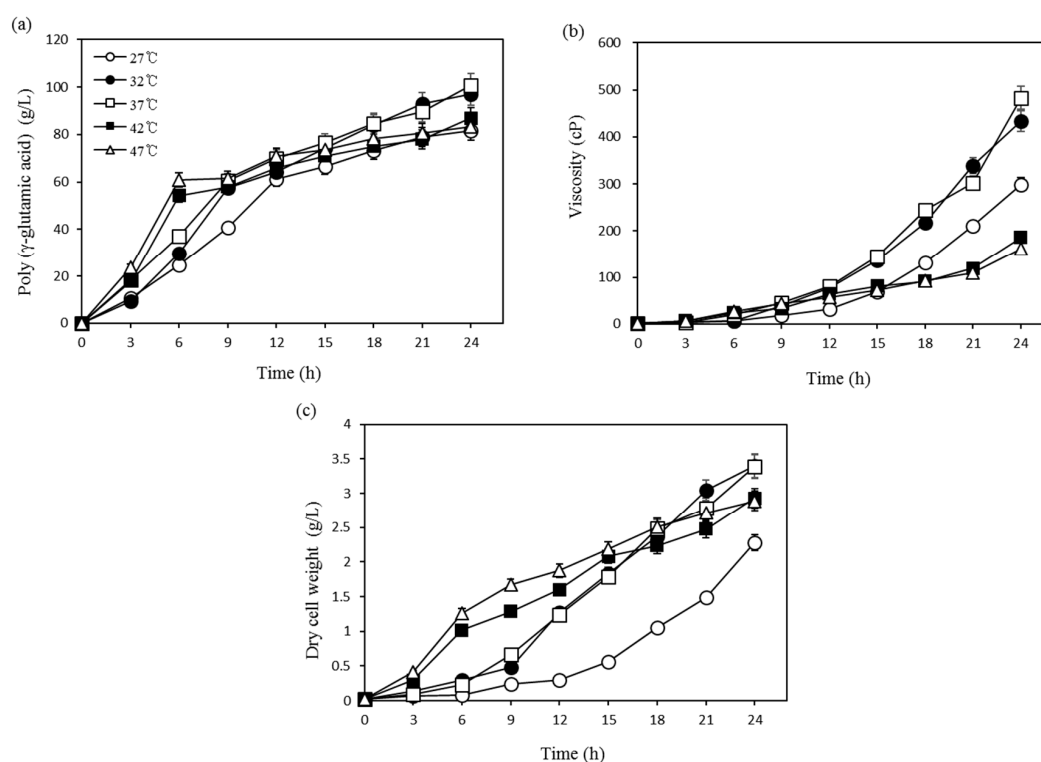 (a)
Poly (γ-glutamic acid) (g/L)
120
100
80
60
40
20
0
27℃
32℃
37℃
42℃
47℃
0 3 6 9 12 15 18 21 24
Time (h)
(b)
Viscosity (cP)
600
500
400
300
200
100
0
0 3 6 9 12 15 18 21 24
Time (h)
(c)
Dry cell weight (g/L)
4
3.5
3
2.5
2
1.5
1
0.5
0
0 3 6 9 12 15 18 21 24
Time (h)